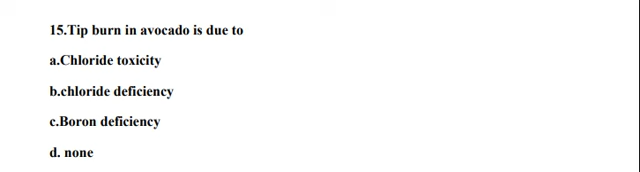 15.Tip burn in avocado is due to
a.Chloride toxicity
b.chloride deficiency
c.Boron deficiency
d. none